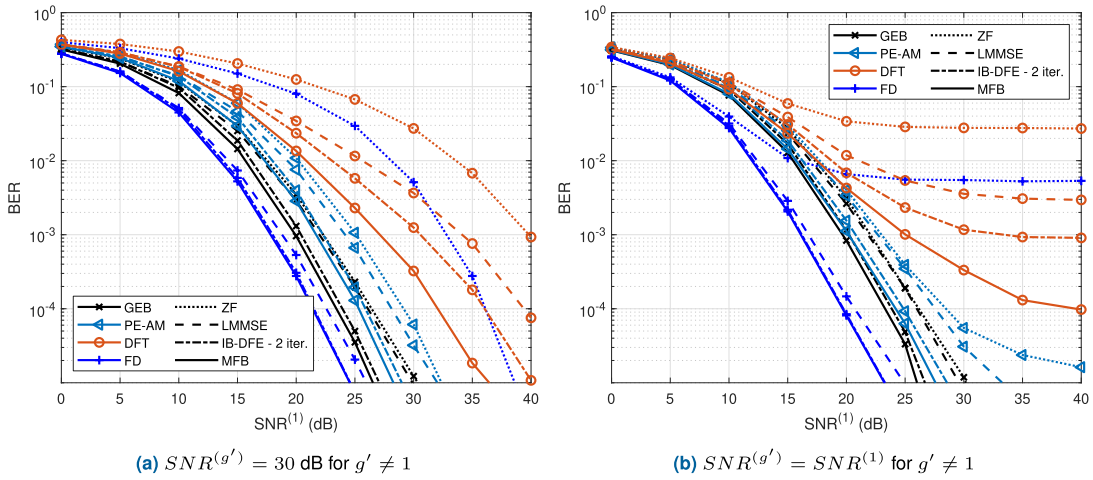 10^0
10^-1
10^-2
10^-3
10^-4
BER
0 5 10 15 20 25 30 35 40
SNR^(1) (dB)
GEB ZF
PE-AM LMMSE
DFT IB-DFE - 2 iter.
FD MFB
(a) SNR^(g′) = 30 dB for g′ ≠ 1
10^0
10^-1
10^-2
10^-3
10^-4
BER
0 5 10 15 20 25 30 35 40
SNR^(1) (dB)
GEB ZF
PE-AM LMMSE
DFT IB-DFE - 2 iter.
FD MFB
(b) SNR^(g′) = SNR^(1) for g′ ≠ 1